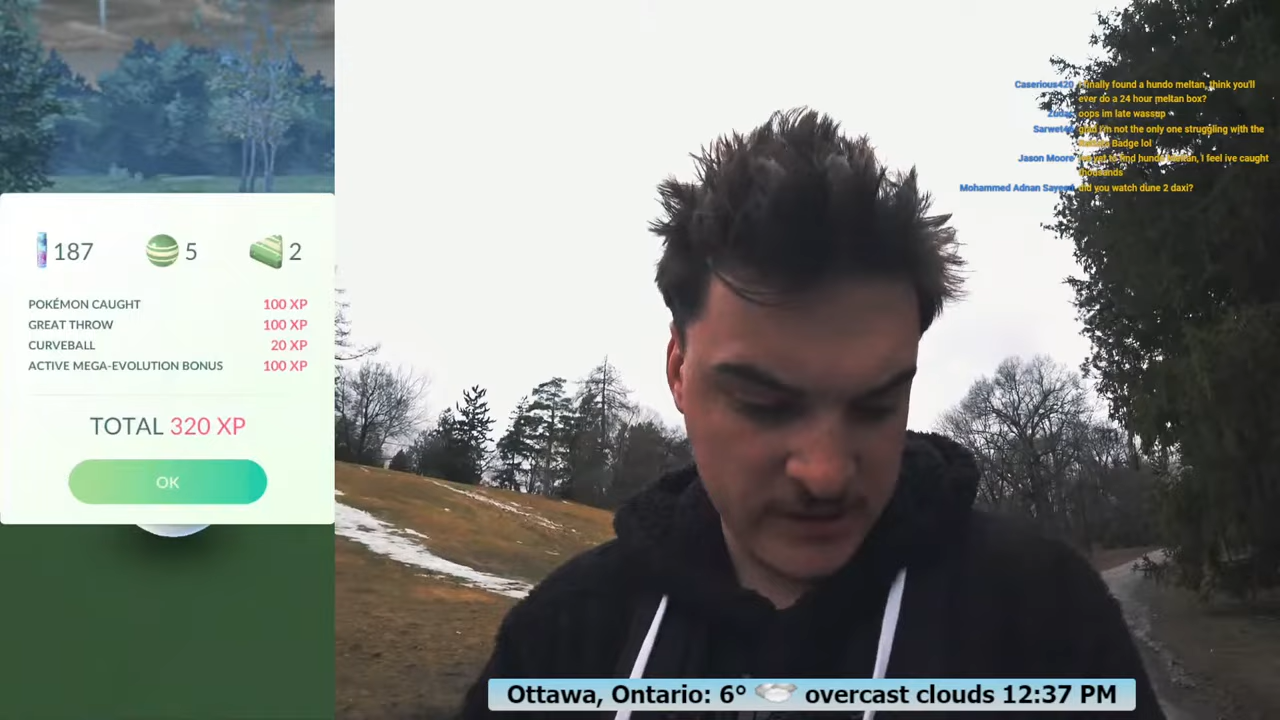 187
5
2
POKÉMON CAUGHT 100 XP
GREAT THROW 100 XP
CURVEBALL 20 XP
ACTIVE MEGA-EVOLUTION BONUS 100 XP
TOTAL 320 XP
OK
Caserious420 I finally found a hundo meltan, think you'll
ever do a 24 hour meltan box?
oops im late wassup
I'm not the only one struggling with the
Badge lol
Jason Moore hundo I feel ive caught
thousands
Mohammed Adnan Sayeed did you watch dune 2 daxi?
Ottawa, Ontario: 6° overcast clouds 12:37 PM